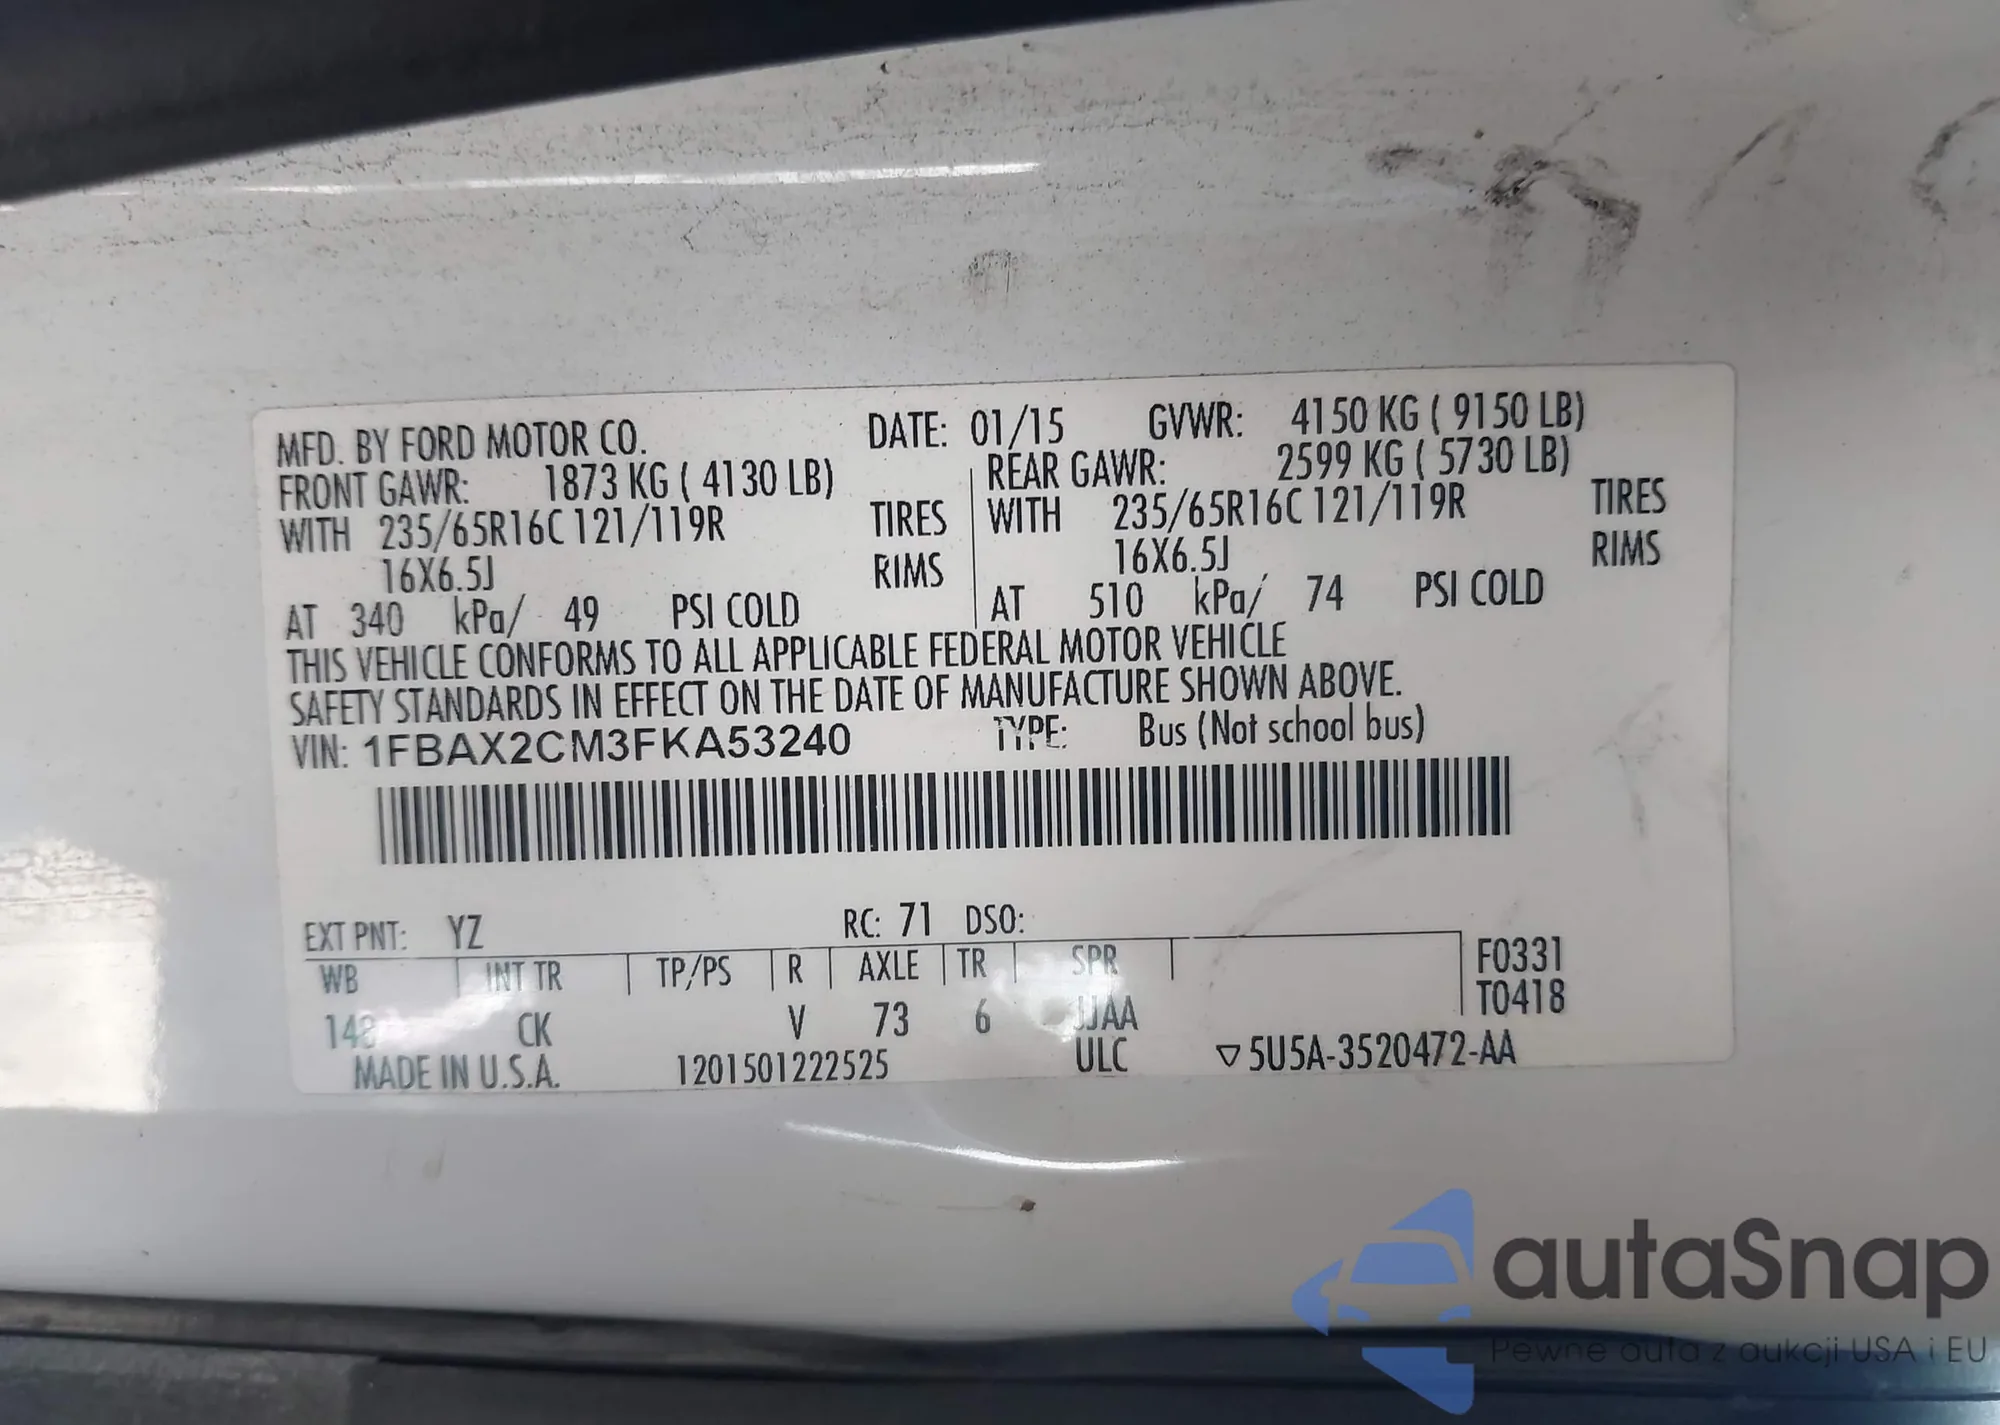 MFD. BY FORD MOTOR CO. DATE: 01/15 GVWR: 4150 KG ( 9150 LB)
FRONT GAWR: 1873 KG ( 4130 LB) REAR GAWR: 2599 KG ( 5730 LB)
WITH 235/65R16C 121/119R TIRES WITH 235/65R16C 121/119R TIRES
16X6.5J RIMS 16X6.5J RIMS
AT 340 kPa/ 49 PSI COLD AT 510 kPa/ 74 PSI COLD
THIS VEHICLE CONFORMS TO ALL APPLICABLE FEDERAL MOTOR VEHICLE
SAFETY STANDARDS IN EFFECT ON THE DATE OF MANUFACTURE SHOWN ABOVE.
VIN: 1FBAX2CM3FKA53240 TYPE: Bus (Not school bus)
EXT PNT: YZ RC: 71 DSO:
WB INT TR TP/PS R AXLE TR SPR F0331
148 CK V 73 6 JJAA T0418
MADE IN U.S.A. 1201501222525 ULC ▽5U5A-3520472-AA
autaSnap
Pewne auta z aukcji USA i EU